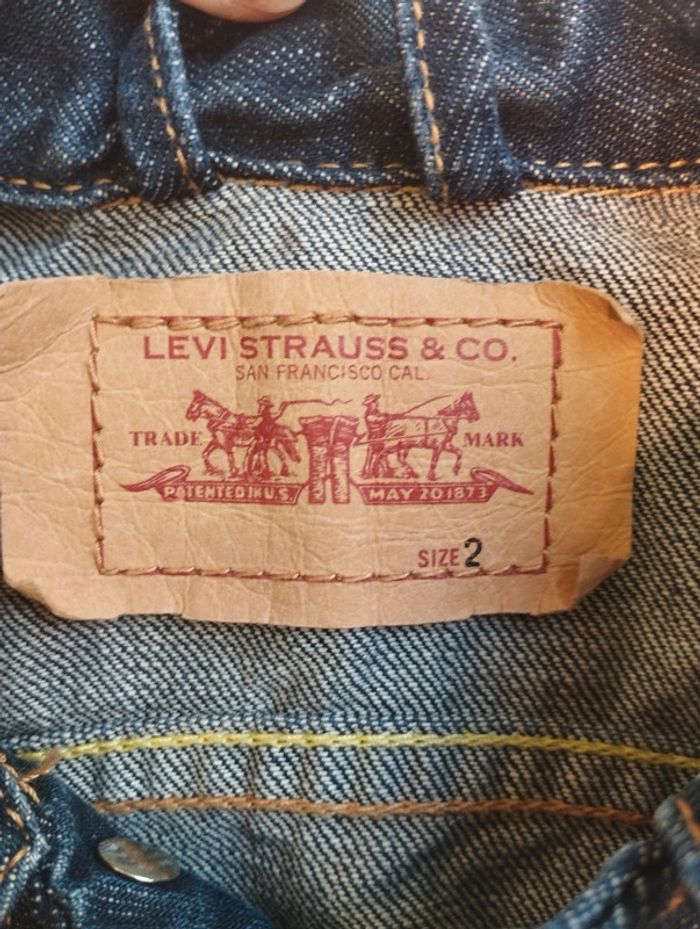 LEVI STRAUSS & CO.
SAN FRANCISCO CAL.
TRADE MARK
PATENTED IN U.S. MAY 20 1873
SIZE 2